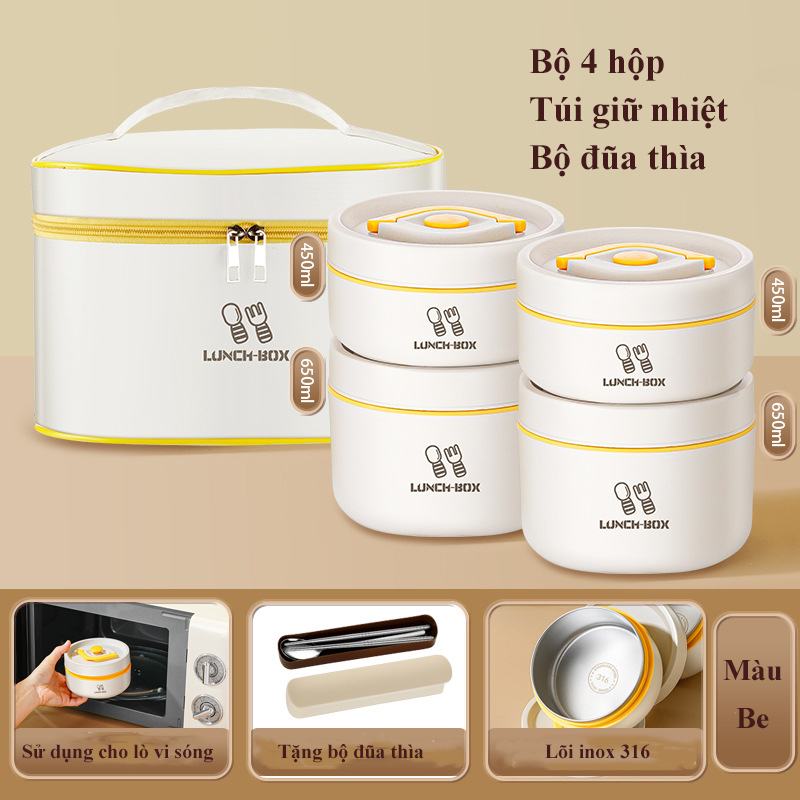 Bộ 4 hộp
Túi giữ nhiệt
Bộ đũa thìa
450ml
450ml
LUNCH-BOX
LUNCH-BOX
LUNCH-BOX
650ml
650ml
LUNCH-BOX
LUNCH-BOX
316
Màu
Be
Sử dụng cho lò vi sóng
Tặng bộ đũa thìa
Lõi inox 316